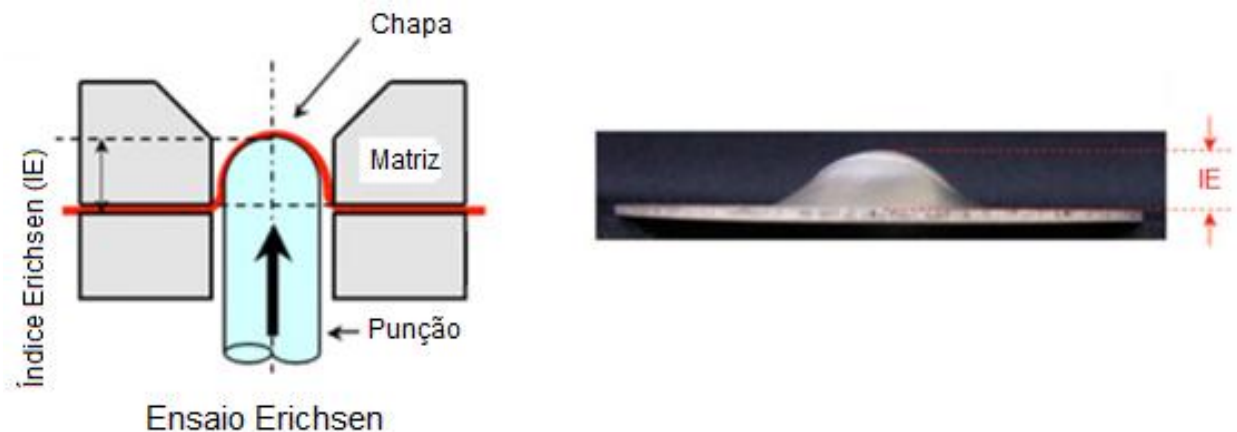 Chapa
Índice Erichsen (IE)
Matriz
Punção
Ensaio Erichsen
IE